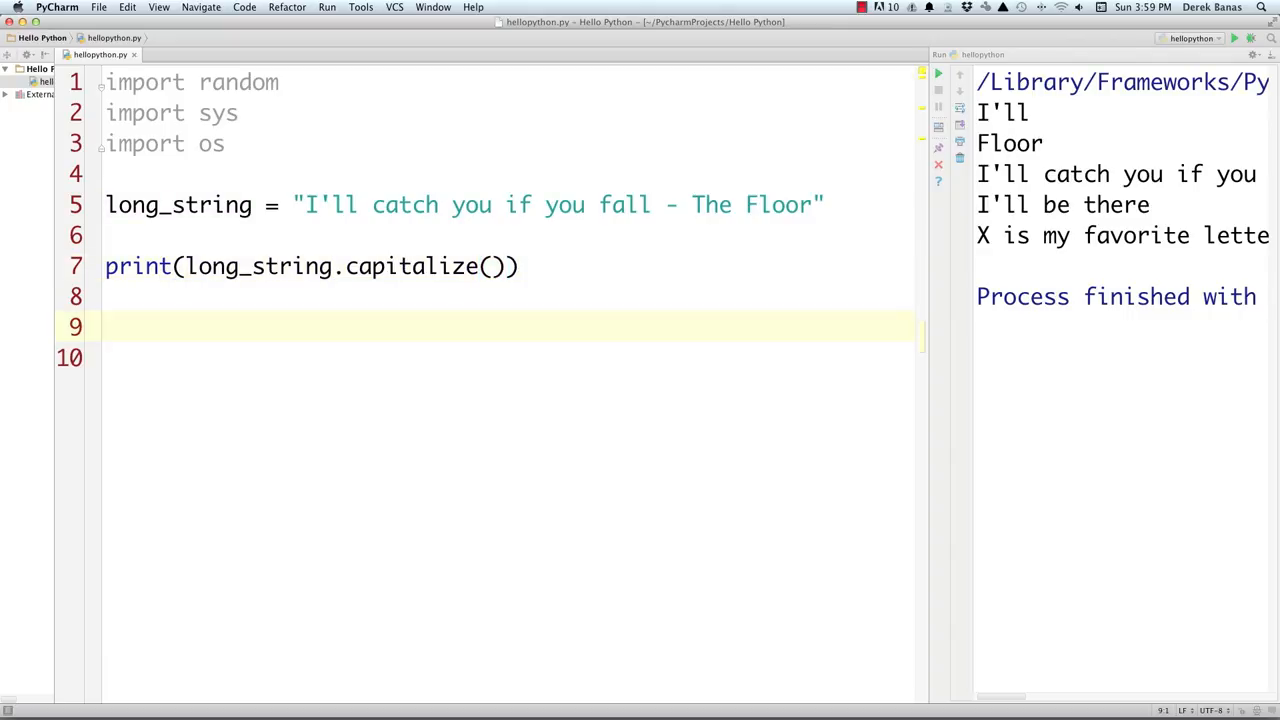 PyCharm File Edit View Navigate Code Refactor Run Tools VCS Window Help 10 Sun 3:59 PM Derek Banas
hellopython.py – Hello Python – [~/PycharmProjects/Hello Python]
Hello Python hellopython.py hellopython
hellopython.py Run hellopython
Hello P
hell
Externa
1 import random
2 import sys
3 import os
4
5 long_string = "I'll catch you if you fall - The Floor"
6
7 print(long_string.capitalize())
8
9
10
/Library/Frameworks/Py
I'll
Floor
I'll catch you if you
I'll be there
X is my favorite lette
Process finished with
9:1 LF UTF-8